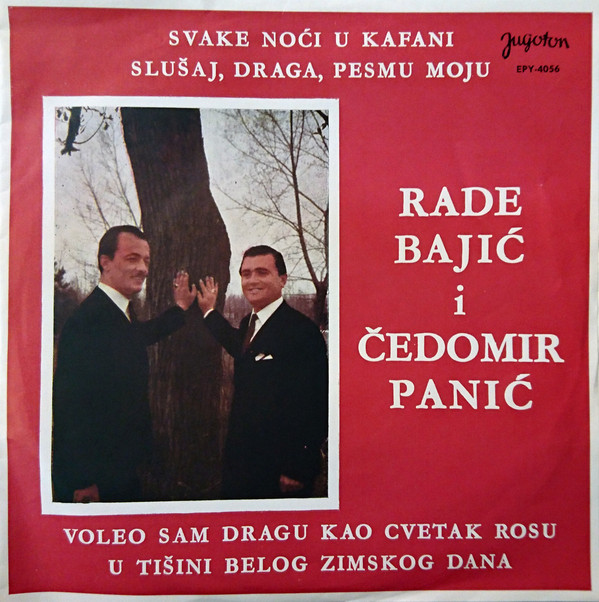 SVAKE NOĆI U KAFANI
SLUŠAJ, DRAGA, PESMU MOJU
Jugoton
EPY-4056
RADE
BAJIĆ
i
ČEDOMIR
PANIĆ
VOLEO SAM DRAGU KAO CVETAK ROSU
U TIŠINI BELOG ZIMSKOG DANA